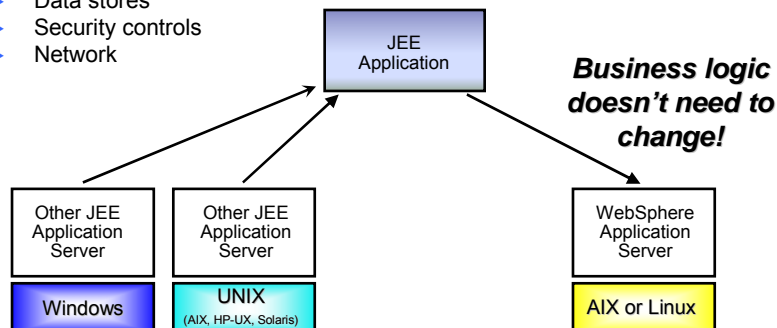 Data stores
Security controls
Network
JEE
Application
Business logic
doesn't need to
change!
Other JEE
Application
Server
Other JEE
Application
Server
WebSphere
Application
Server
Windows
UNIX
(AIX, HP-UX, Solaris)
AIX or Linux